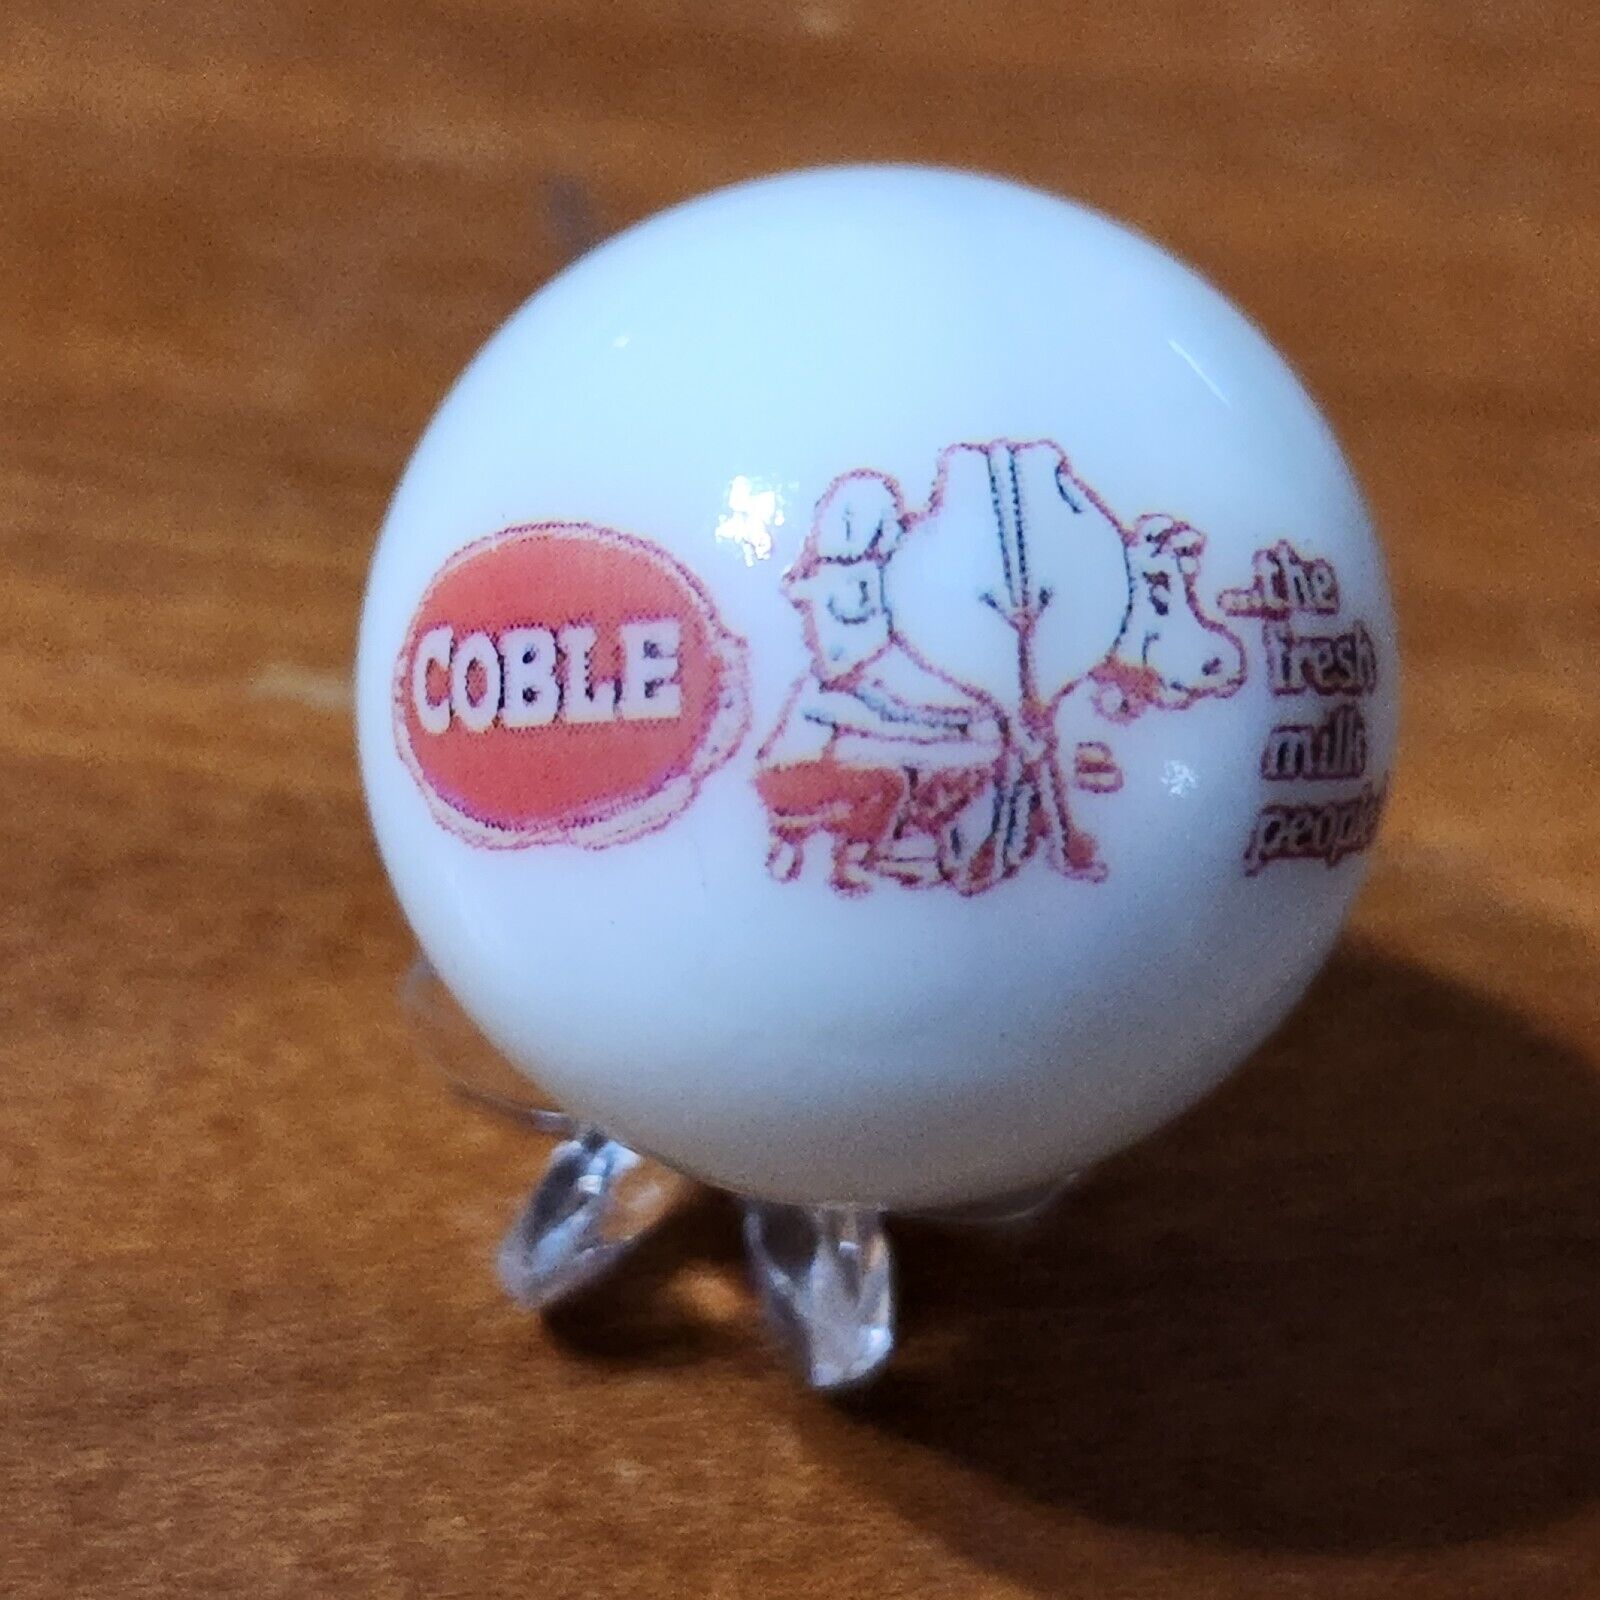 COBLE
the
fresh
milk
people